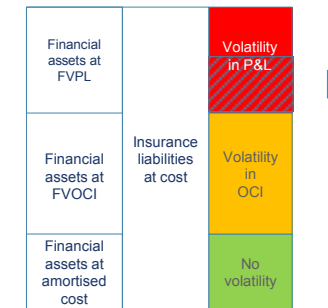 Financial
assets at
FVPL
Volatility
in P&L
Insurance
liabilities
at cost
Financial
assets at
FVOCI
Volatility
in
OCI
Financial
assets at
amortised
cost
No
volatility